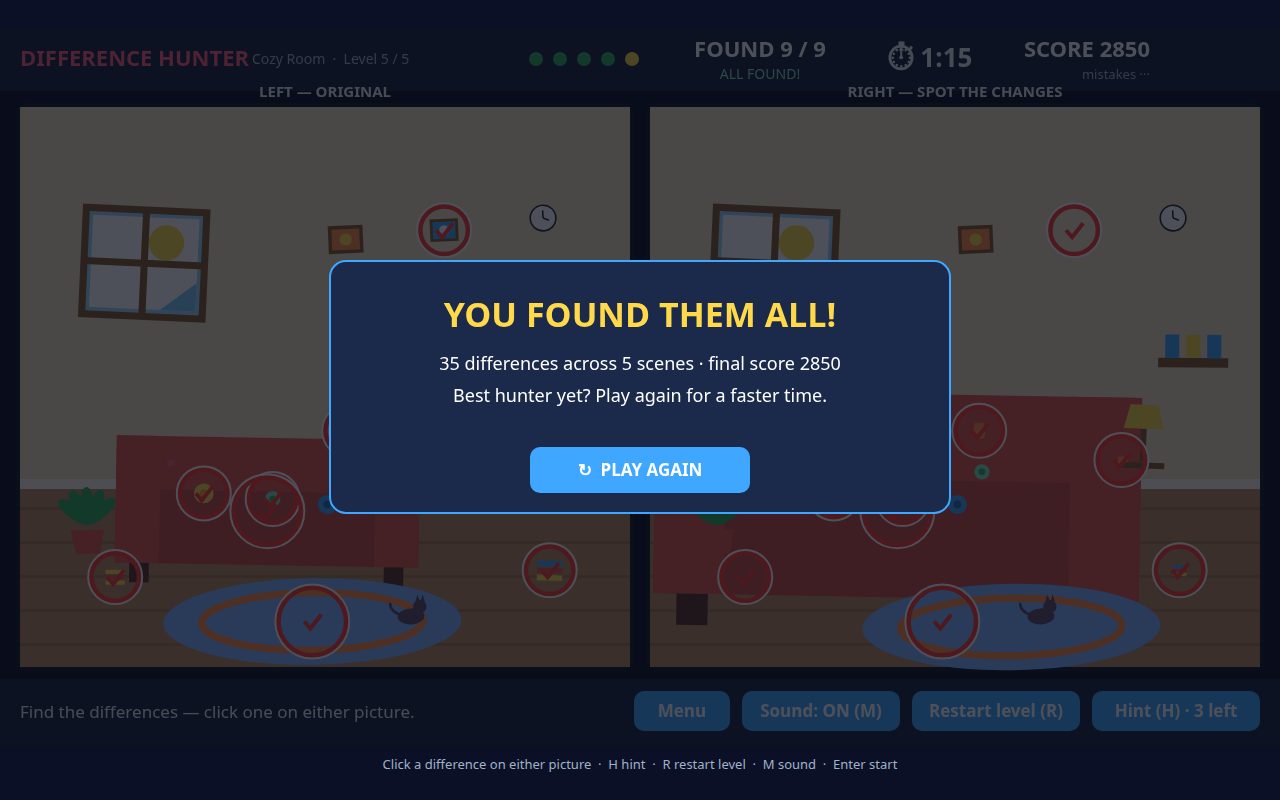 DIFFERENCE HUNTER Cozy Room · Level 5 / 5
FOUND 9 / 9
ALL FOUND!
⏱ 1:15
SCORE 2850
mistakes ···
LEFT — ORIGINAL
RIGHT — SPOT THE CHANGES
YOU FOUND THEM ALL!
35 differences across 5 scenes · final score 2850
Best hunter yet? Play again for a faster time.
↻ PLAY AGAIN
Find the differences — click one on either picture.
Menu
Sound: ON (M)
Restart level (R)
Hint (H) · 3 left
Click a difference on either picture · H hint · R restart level · M sound · Enter start